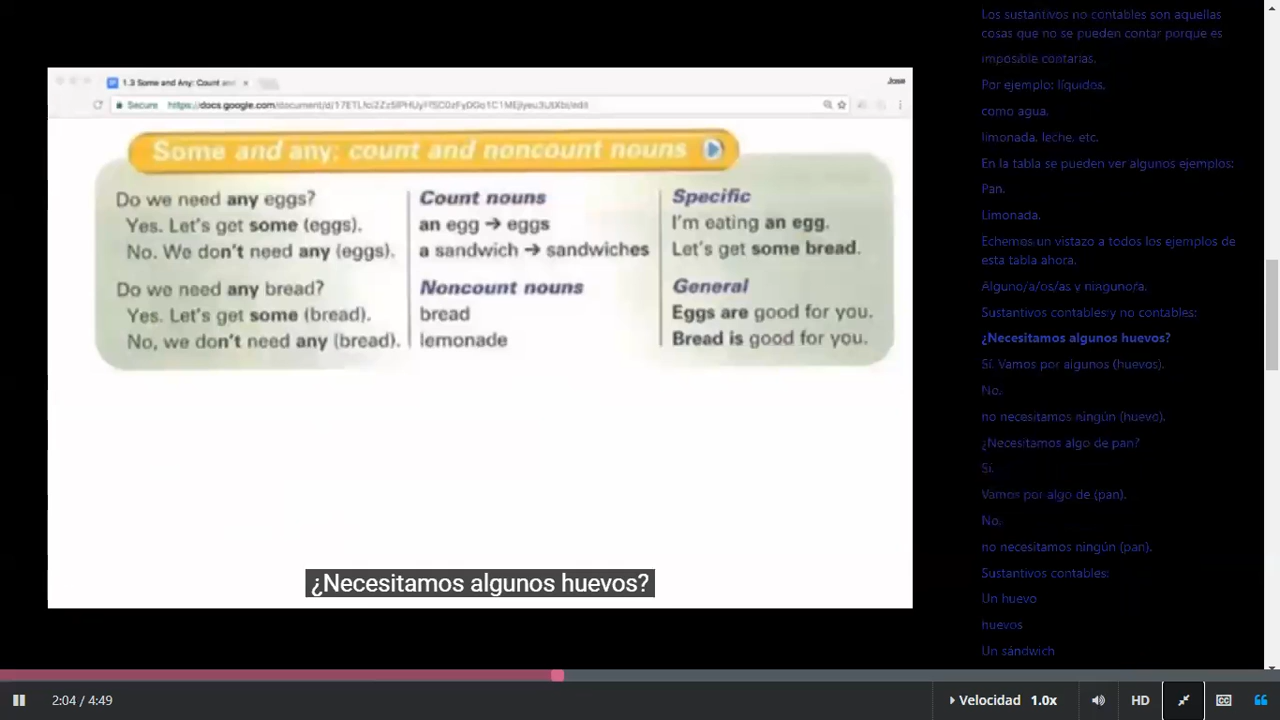 1.3 Some and Any: Count an
Jose
Secure
Some and any: count and noncount nouns
Do we need any eggs?
Yes. Let's get some (eggs).
No. We don't need any (eggs).
Do we need any bread?
Yes. Let's get some (bread).
No, we don't need any (bread).
Count nouns
an egg → eggs
a sandwich → sandwiches
Noncount nouns
bread
lemonade
Specific
I'm eating an egg.
Let's get some bread.
General
Eggs are good for you.
Bread is good for you.
¿Necesitamos algunos huevos?
Los sustantivos no contables son aquellas
cosas que no se pueden contar porque es
imposible contarlas.
Por ejemplo: líquidos,
como agua,
limonada, leche, etc.
En la tabla se pueden ver algunos ejemplos:
Pan.
Limonada.
Echemos un vistazo a todos los ejemplos de
esta tabla ahora.
Alguno/a/os/as y ninguno/a.
Sustantivos contables y no contables:
¿Necesitamos algunos huevos?
Sí. Vamos por algunos (huevos).
No,
no necesitamos ningún (huevo).
¿Necesitamos algo de pan?
Sí.
Vamos por algo de (pan).
No,
no necesitamos ningún (pan).
Sustantivos contables:
Un huevo
huevos
Un sándwich
2:04 / 4:49
Velocidad 1.0x
HD
CC